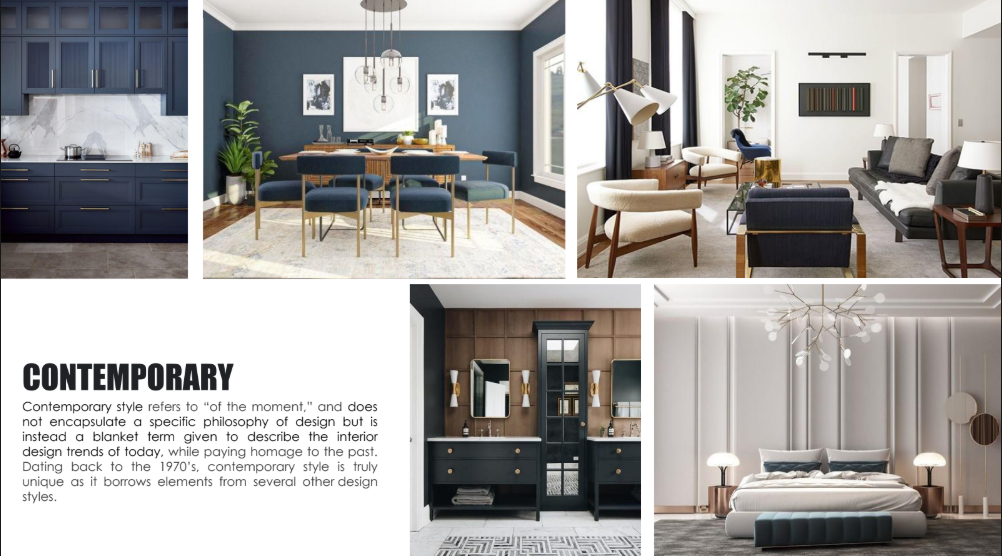 CONTEMPORARY
Contemporary style refers to “of the moment,” and does
not encapsulate a specific philosophy of design but is
instead a blanket term given to describe the interior
design trends of today, while paying homage to the past.
Dating back to the 1970’s, contemporary style is truly
unique as it borrows elements from several other design
styles.